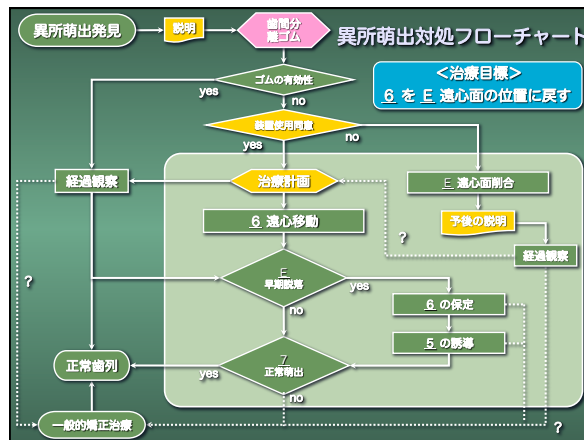 異所萌出発見
説明
歯間分
離ゴム
異所萌出対処フローチャート
＜治療目標＞
6 を E 遠心面の位置に戻す
ゴムの有効性
yes
no
装置使用同意
yes
no
経過観察
治療計画
E 遠心面削合
6 遠心移動
予後の説明
?
経過観察
E
早期脱落
yes
no
?
6 の保定
5 の誘導
正常歯列
7
正常萌出
yes
no
一般的矯正治療
?